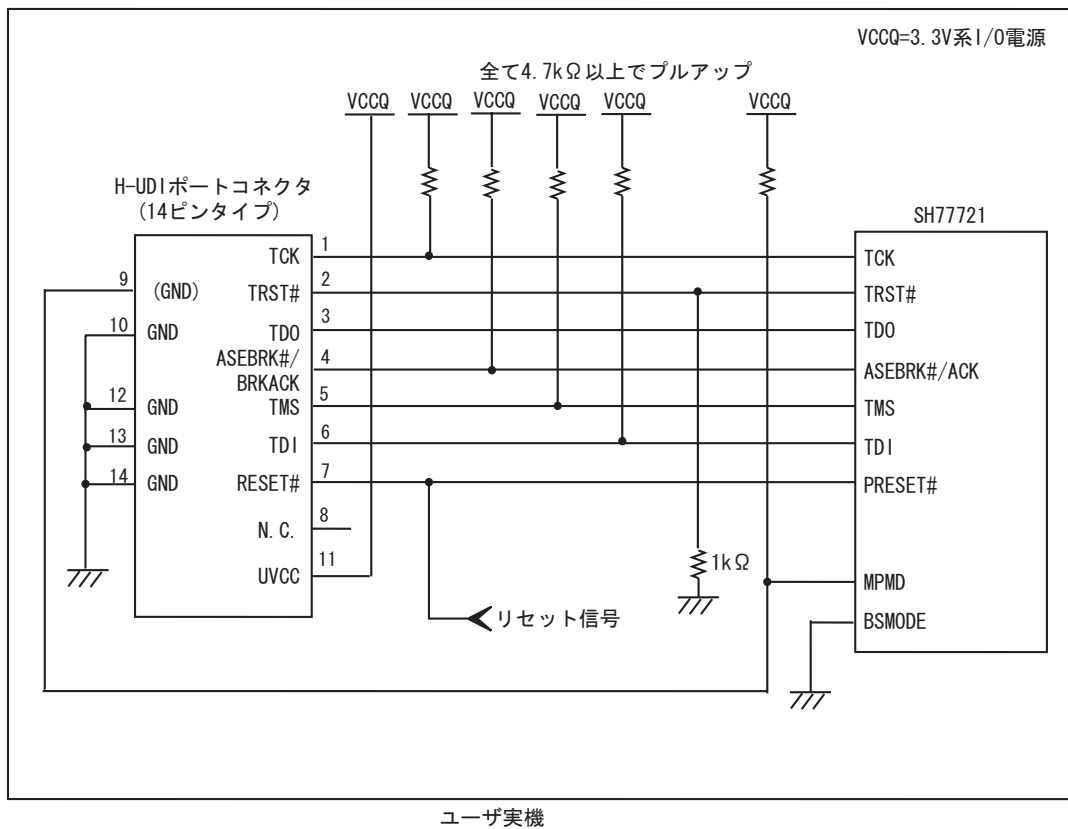 VCCQ=3.3V系I/O電源
全て4.7kΩ以上でプルアップ
VCCQ VCCQ VCCQ VCCQ VCCQ VCCQ
H-UDIポートコネクタ
(14ピンタイプ)
SH77721
TCK 1 TCK
9 (GND) TRST# 2 TRST#
10 GND TDO 3 TDO
ASEBRK#/
BRKACK 4 ASEBRK#/ACK
12 GND TMS 5 TMS
13 GND TDI 6 TDI
14 GND RESET# 7 PRESET#
N.C. 8
UVCC 11
1kΩ
MPMD
リセット信号
BSMODE
ユーザ実機